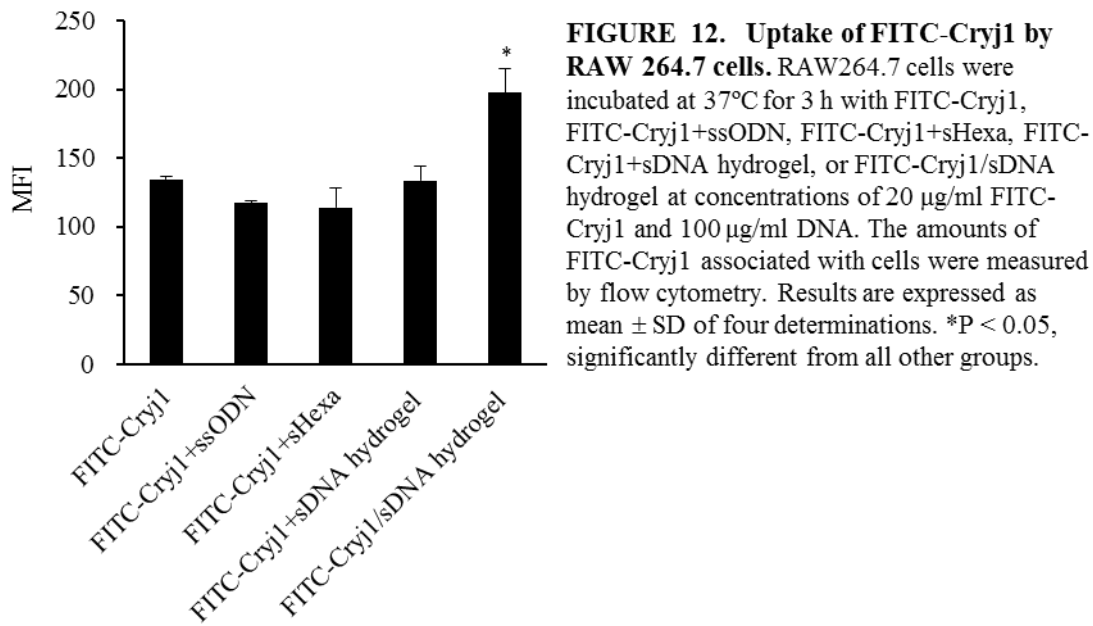 250
200
150
100
50
0
MFI
*
FITC-Cryj1
FITC-Cryj1+ssODN
FITC-Cryj1+sHexa
FITC-Cryj1+sDNA hydrogel
FITC-Cryj1/sDNA hydrogel
FIGURE 12. Uptake of FITC-Cryj1 by
RAW 264.7 cells. RAW264.7 cells were
incubated at 37ºC for 3 h with FITC-Cryj1,
FITC-Cryj1+ssODN, FITC-Cryj1+sHexa, FITC-
Cryj1+sDNA hydrogel, or FITC-Cryj1/sDNA
hydrogel at concentrations of 20 μg/ml FITC-
Cryj1 and 100 μg/ml DNA. The amounts of
FITC-Cryj1 associated with cells were measured
by flow cytometry. Results are expressed as
mean ± SD of four determinations. *P < 0.05,
significantly different from all other groups.